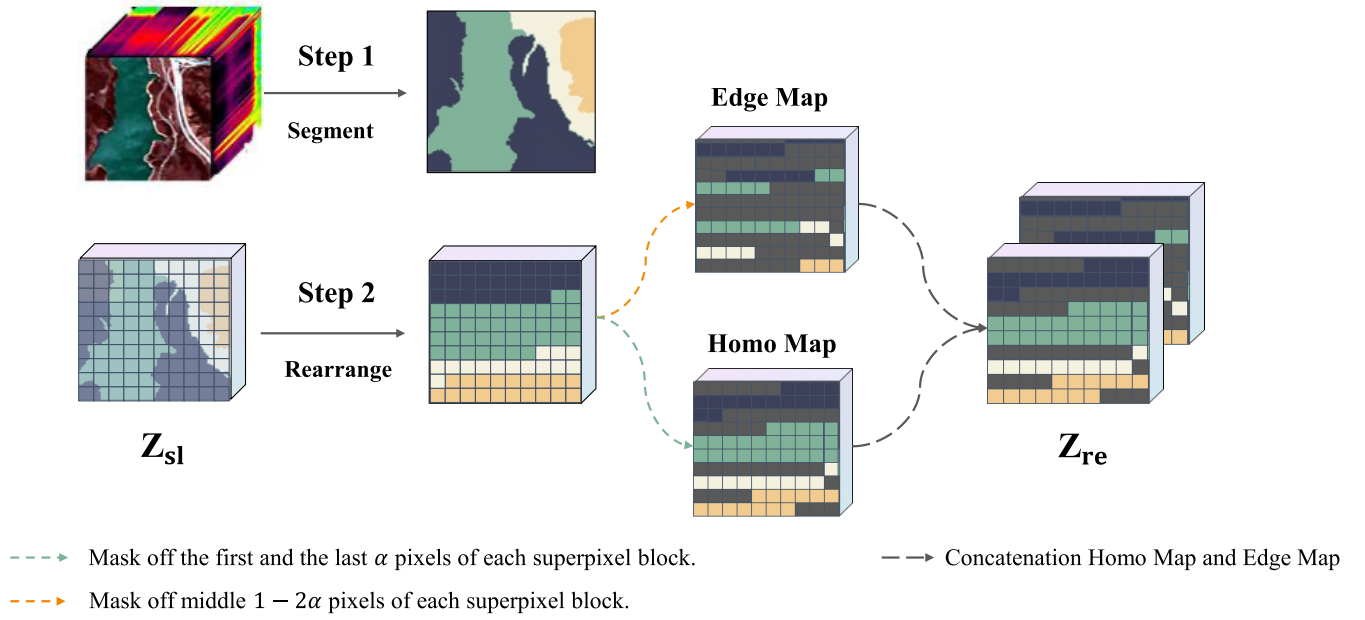 Step 1
Segment
Edge Map
Step 2
Rearrange
Homo Map
Z_sl
Z_re
Mask off the first and the last α pixels of each superpixel block.
Concatenation Homo Map and Edge Map
Mask off middle 1 − 2α pixels of each superpixel block.